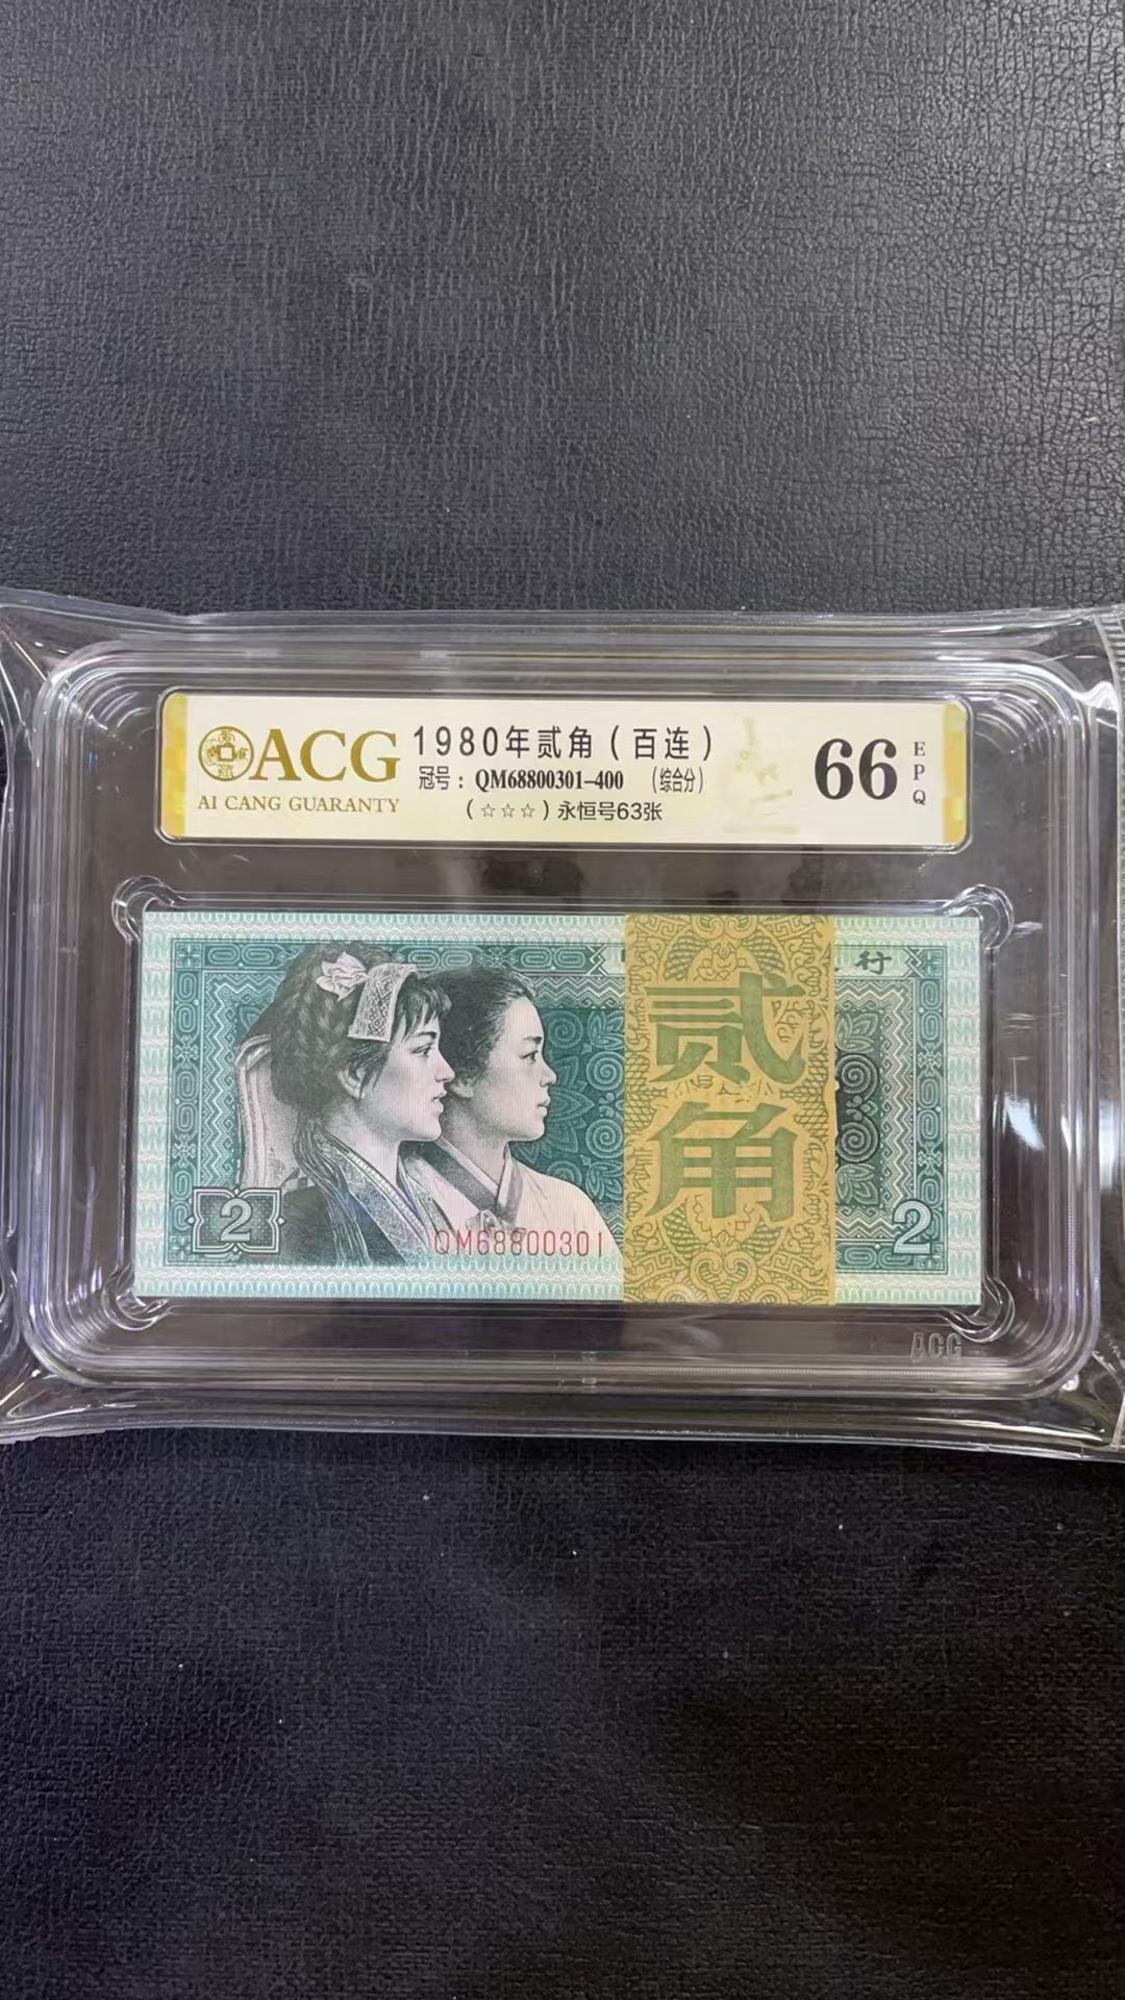 ACG
AI CANG GUARANTY
1980年贰角（百连）
冠号：QM68800301-400 （综合分）
（☆☆☆）永恒号63张
66
EPQ
行
贰
角
2
QM68800301
2
ACG